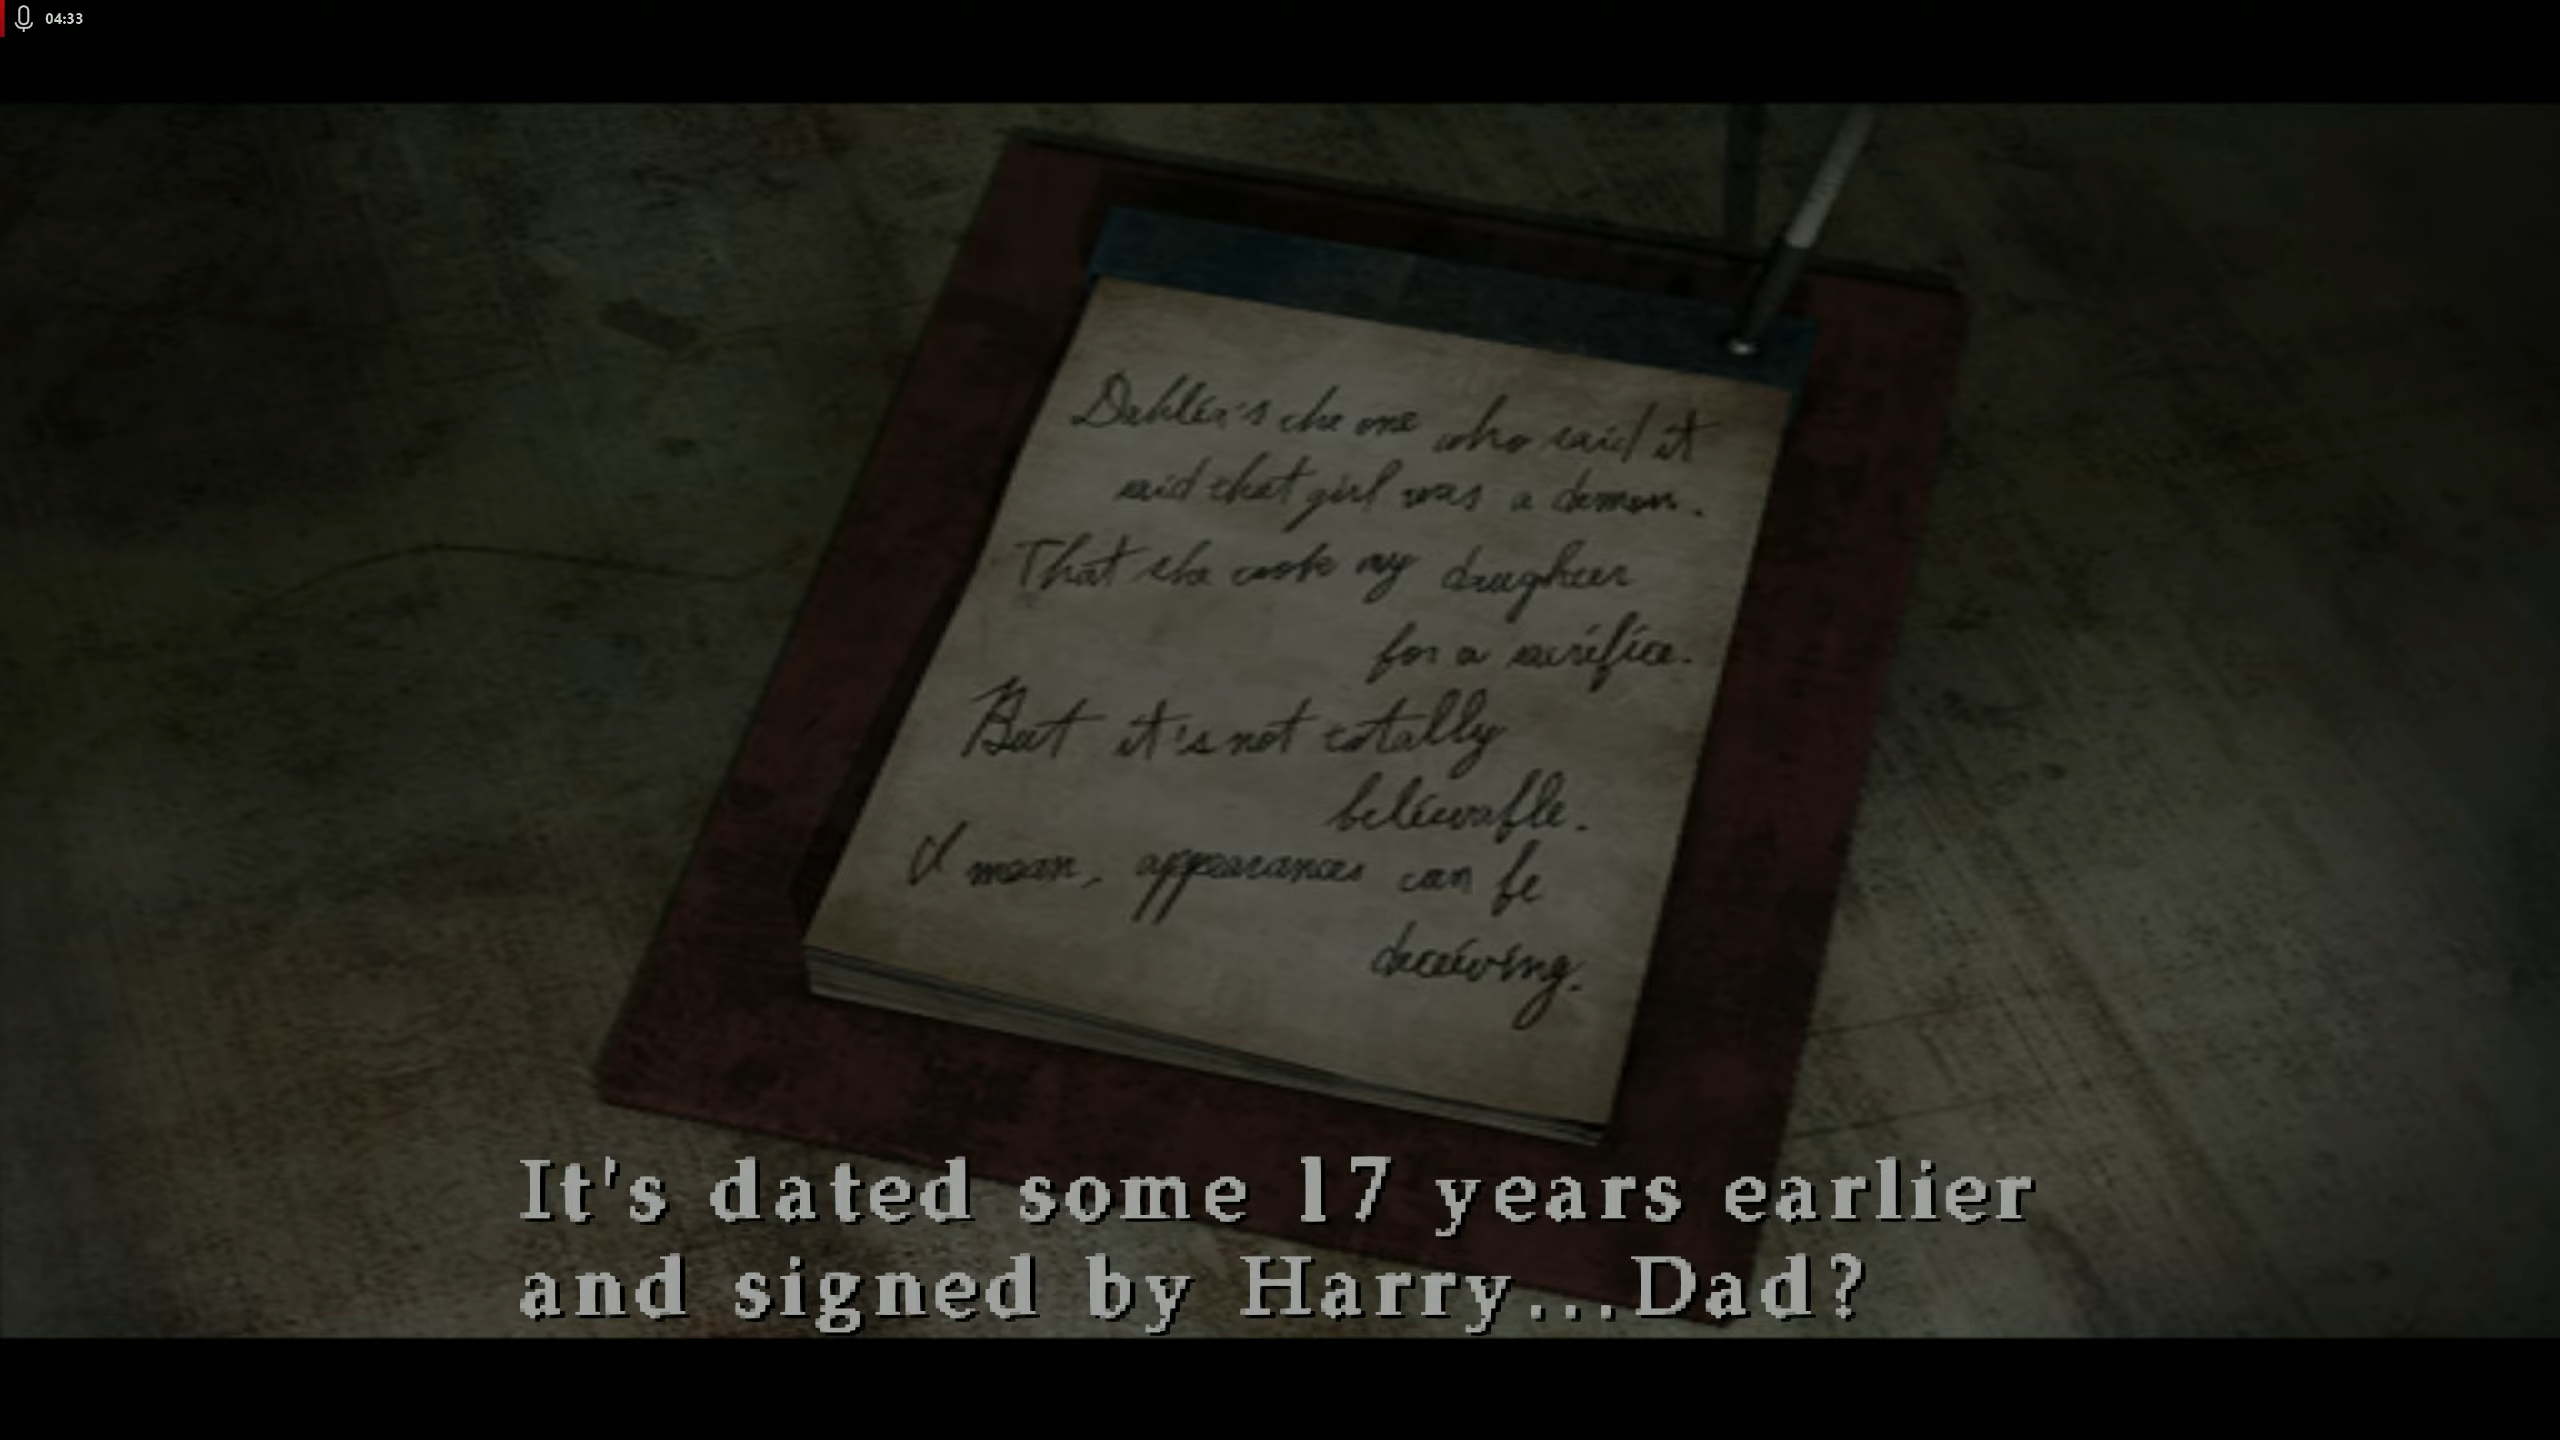 04:33
Dahlia's the one who said it
said that girl was a demon.
That she took my daughter
for a sacrifice.
But it's not totally
believable.
I mean, appearances can be
deceiving.
It's dated some 17 years earlier
and signed by Harry...Dad?